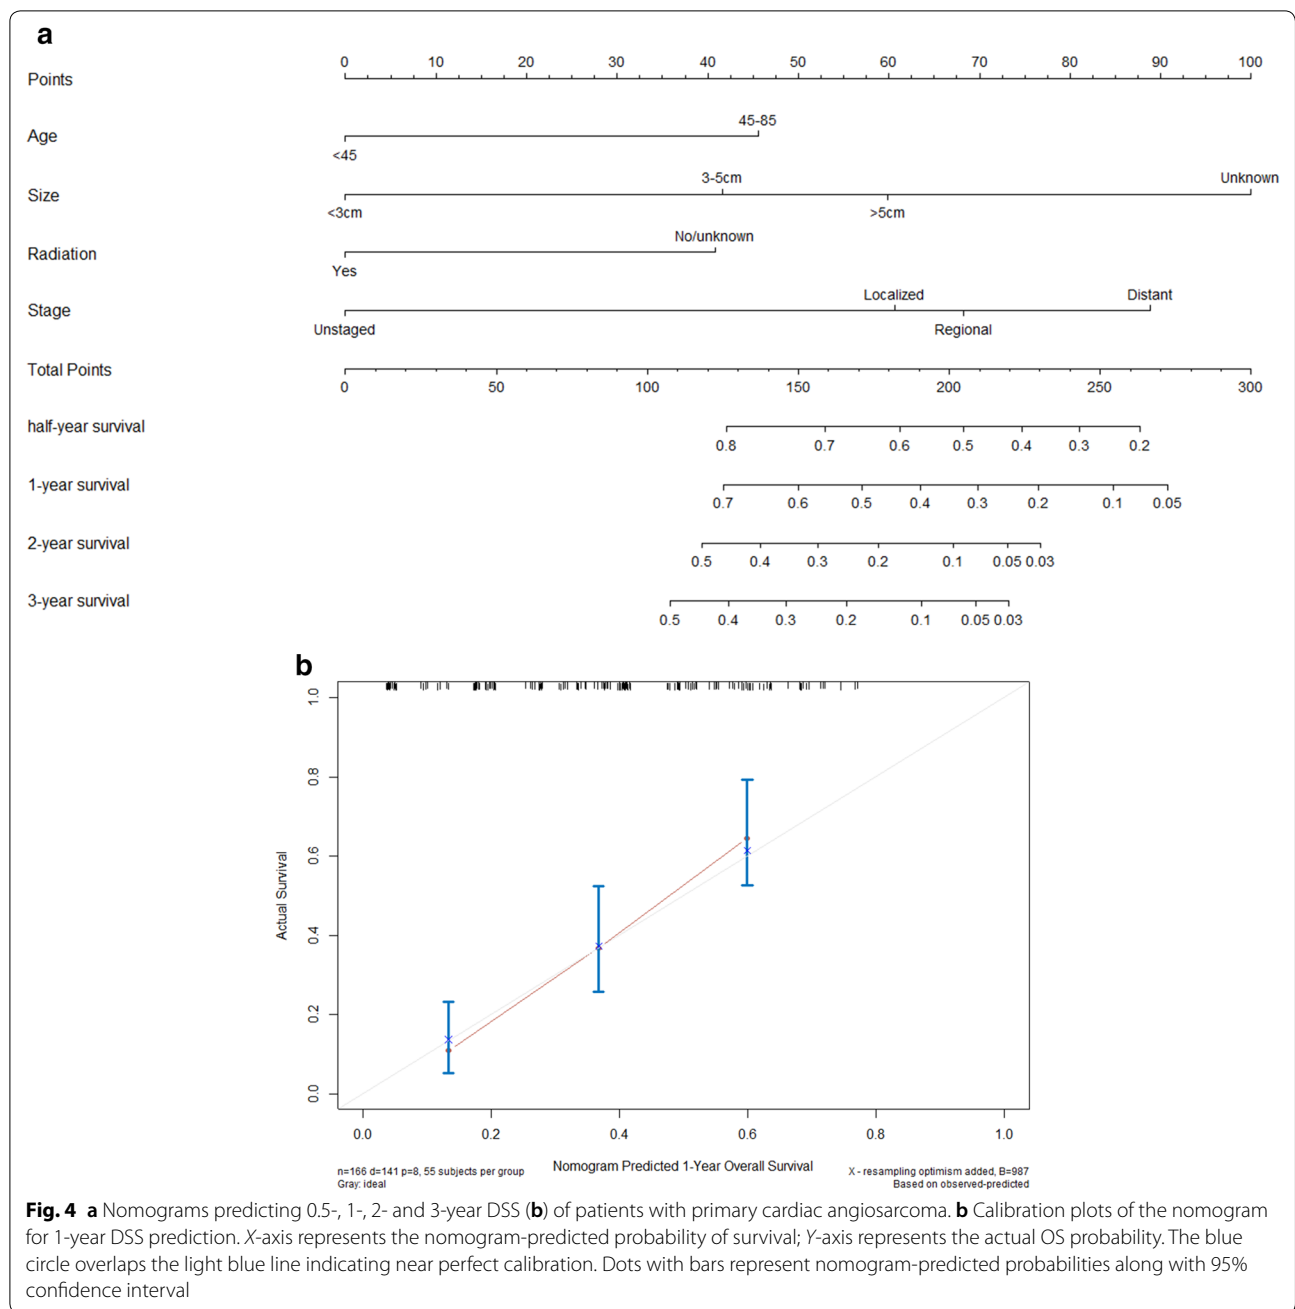 a
0 10 20 30 40 50 60 70 80 90 100
Points
45-85
Age
<45
3-5cm Unknown
Size
<3cm >5cm
No/unknown
Radiation
Yes
Localized Distant
Stage
Unstaged Regional
Total Points
0 50 100 150 200 250 300
half-year survival
0.8 0.7 0.6 0.5 0.4 0.3 0.2
1-year survival
0.7 0.6 0.5 0.4 0.3 0.2 0.1 0.05
2-year survival
0.5 0.4 0.3 0.2 0.1 0.05 0.03
3-year survival
0.5 0.4 0.3 0.2 0.1 0.05 0.03
b
1.0
0.8
0.6
0.4
0.2
0.0
Actual Survival
0.0 0.2 0.4 0.6 0.8 1.0
Nomogram Predicted 1-Year Overall Survival
n=166 d=141 p=8, 55 subjects per group
Gray: ideal
X - resampling optimism added, B=987
Based on observed-predicted
Fig. 4 a Nomograms predicting 0.5-, 1-, 2- and 3-year DSS (b) of patients with primary cardiac angiosarcoma. b Calibration plots of the nomogram
for 1-year DSS prediction. X-axis represents the nomogram-predicted probability of survival; Y-axis represents the actual OS probability. The blue
circle overlaps the light blue line indicating near perfect calibration. Dots with bars represent nomogram-predicted probabilities along with 95%
confidence interval